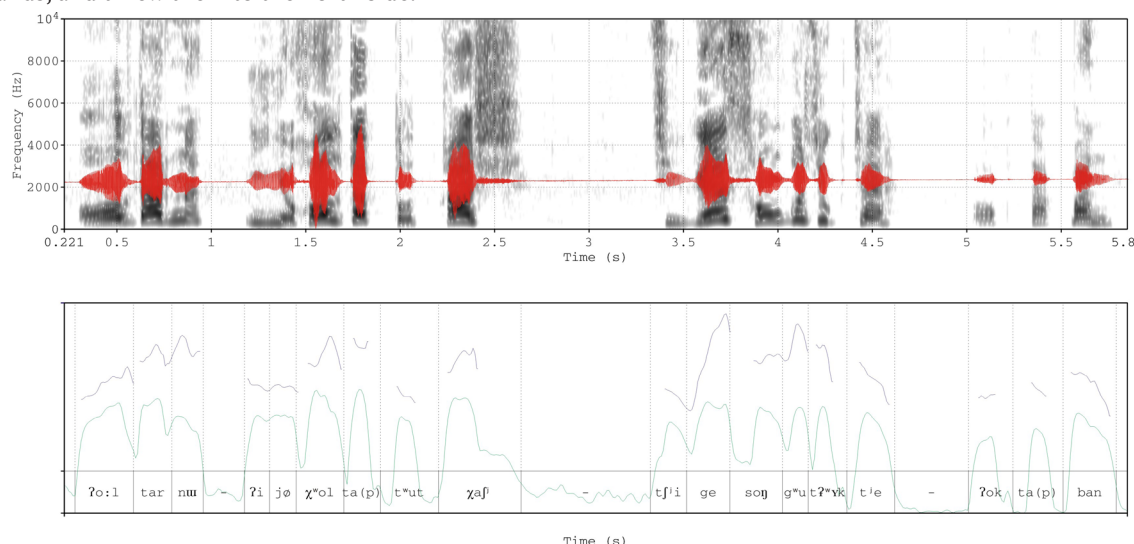 10⁴
8000
6000
4000
2000
0
Frequency (Hz)
0.221 0.5 1 1.5 2 2.5 3 3.5 4 4.5 5 5.5 5.8
Time (s)
ʔoːl tar nɯ - ʔi jø χʷol ta(p) tʷut χaʃʲ - tʃʲi ge soŋ gʷu tʔʷʏk tʲe - ʔok ta(p) ban
Time (s)